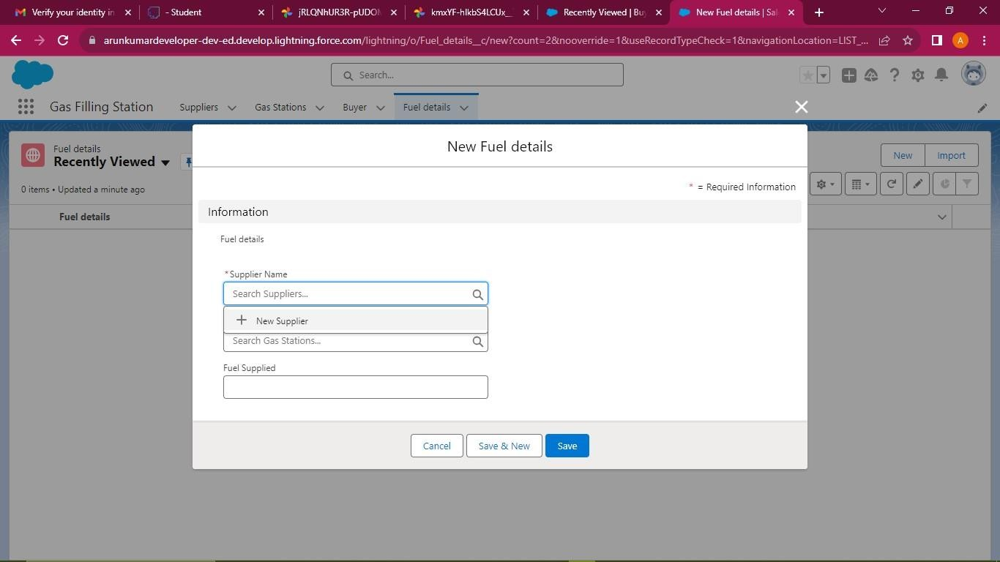 Verify your identity in
- Student
jRLQNhUR3R-pUDON
kmxYF-hIkbS4LCUx_
Recently Viewed | Buy
New Fuel details | Sal
arunkumardeveloper-dev-ed.develop.lightning.force.com/lightning/o/Fuel_details__c/new?count=2&nooverride=1&useRecordTypeCheck=1&navigationLocation=LIST_...
A
Search...
Gas Filling Station
Suppliers
Gas Stations
Buyer
Fuel details
Fuel details
Recently Viewed
New
Import
0 items • Updated a minute ago
Fuel details
New Fuel details
* = Required Information
Information
Fuel details
*Supplier Name
Search Suppliers...
New Supplier
Search Gas Stations...
Fuel Supplied
Cancel
Save & New
Save